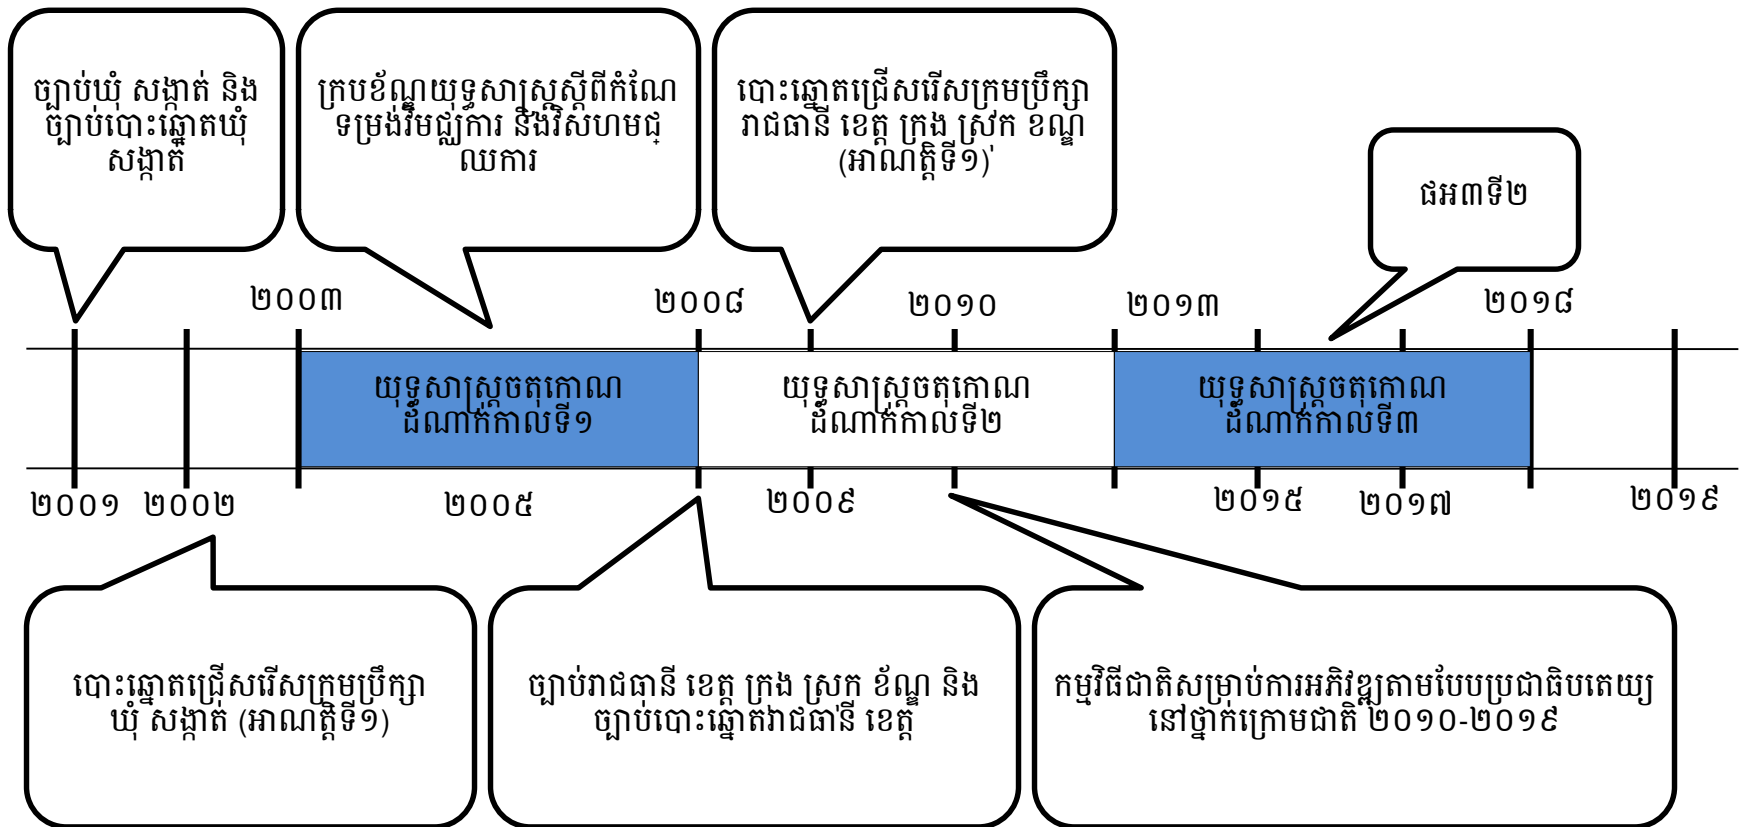 ច្បាប់ឃុំ សង្កាត់ និង
ច្បាប់បោះឆ្នោតឃុំ
សង្កាត់
ក្របខ័ណ្ឌយុទ្ធសាស្ត្រស្តីពីកំណែ
ទម្រង់វិមជ្ឈការ និងវិសហមជ្
ឈការ
បោះឆ្នោតជ្រើសរើសក្រុមប្រឹក្សា
រាជធានី ខេត្ត ក្រុង ស្រុក ខណ្ឌ
(អាណត្តិទី១)
ផអ៣ទី២
២០០៣
២០០៨
២០១០
២០១៣
២០១៨
យុទ្ធសាស្ត្រចតុកោណ
ដំណាក់កាលទី១
យុទ្ធសាស្ត្រចតុកោណ
ដំណាក់កាលទី២
យុទ្ធសាស្ត្រចតុកោណ
ដំណាក់កាលទី៣
២០០១
២០០២
២០០៥
២០០៩
២០១៥
២០១៧
២០១៩
បោះឆ្នោតជ្រើសរើសក្រុមប្រឹក្សា
ឃុំ សង្កាត់ (អាណត្តិទី១)
ច្បាប់រាជធានី ខេត្ត ក្រុង ស្រុក ខ័ណ្ឌ និង
ច្បាប់បោះឆ្នោតរាជធានី ខេត្ត
កម្មវិធីជាតិសម្រាប់ការអភិវឌ្ឍតាមបែបប្រជាធិបតេយ្យ
នៅថ្នាក់ក្រោមជាតិ ២០១០-២០១៩